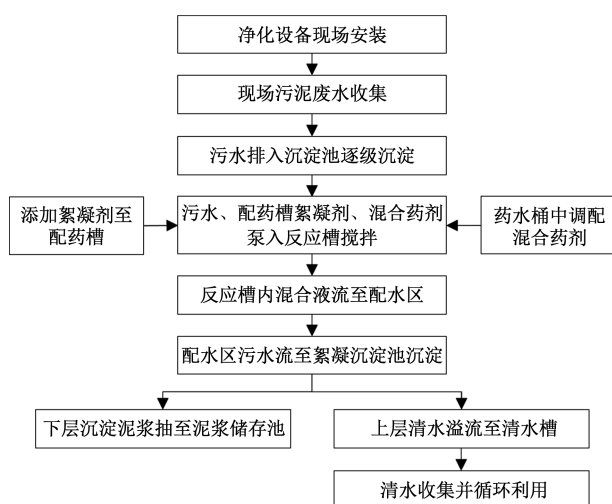 净化设备现场安装
现场污泥废水收集
污水排入沉淀池逐级沉淀
添加絮凝剂至
配药槽
污水、配药槽絮凝剂、混合药剂
泵入反应槽搅拌
药水桶中调配
混合药剂
反应槽内混合液流至配水区
配水区污水流至絮凝沉淀池沉淀
下层沉淀泥浆抽至泥浆储存池
上层清水溢流至清水槽
清水收集并循环利用